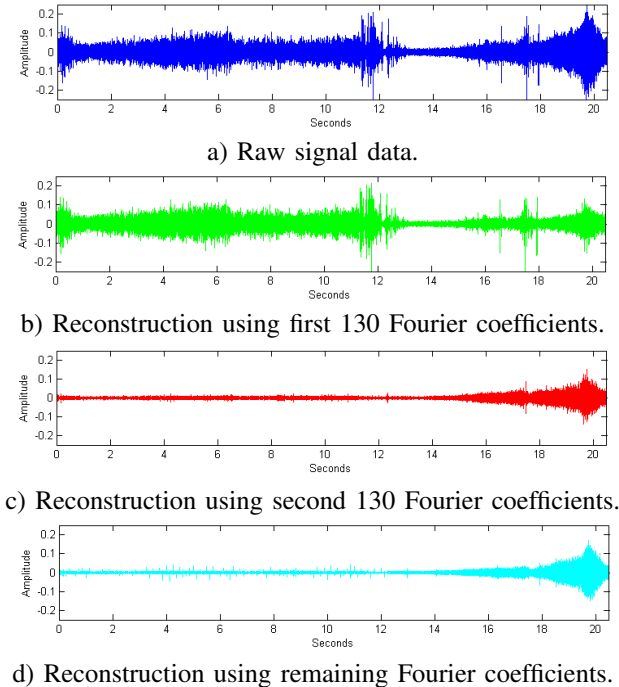 Amplitude
0.2
0.1
0
-0.1
-0.2
0 2 4 6 8 10 12 14 16 18 20
Seconds
a) Raw signal data.
Amplitude
0.2
0.1
0
-0.1
-0.2
0 2 4 6 8 10 12 14 16 18 20
Seconds
b) Reconstruction using first 130 Fourier coefficients.
Amplitude
0.2
0.1
0
-0.1
-0.2
0 2 4 6 8 10 12 14 16 18 20
Seconds
c) Reconstruction using second 130 Fourier coefficients.
Amplitude
0.2
0.1
0
-0.1
-0.2
0 2 4 6 8 10 12 14 16 18 20
Seconds
d) Reconstruction using remaining Fourier coefficients.